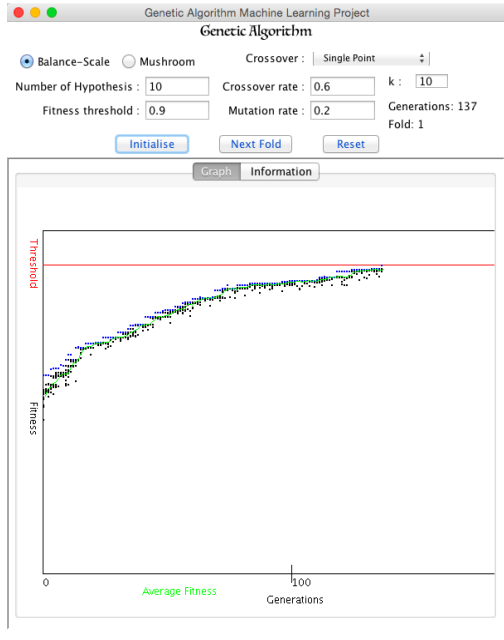 Genetic Algorithm Machine Learning Project
Genetic Algorithm
Balance-Scale Mushroom Crossover : Single Point
Number of Hypothesis : 10 Crossover rate : 0.6 k : 10
Fitness threshold : 0.9 Mutation rate : 0.2 Generations: 137
Fold: 1
Initialise Next Fold Reset
Graph Information
Threshold
Fitness
0 100
Average Fitness
Generations